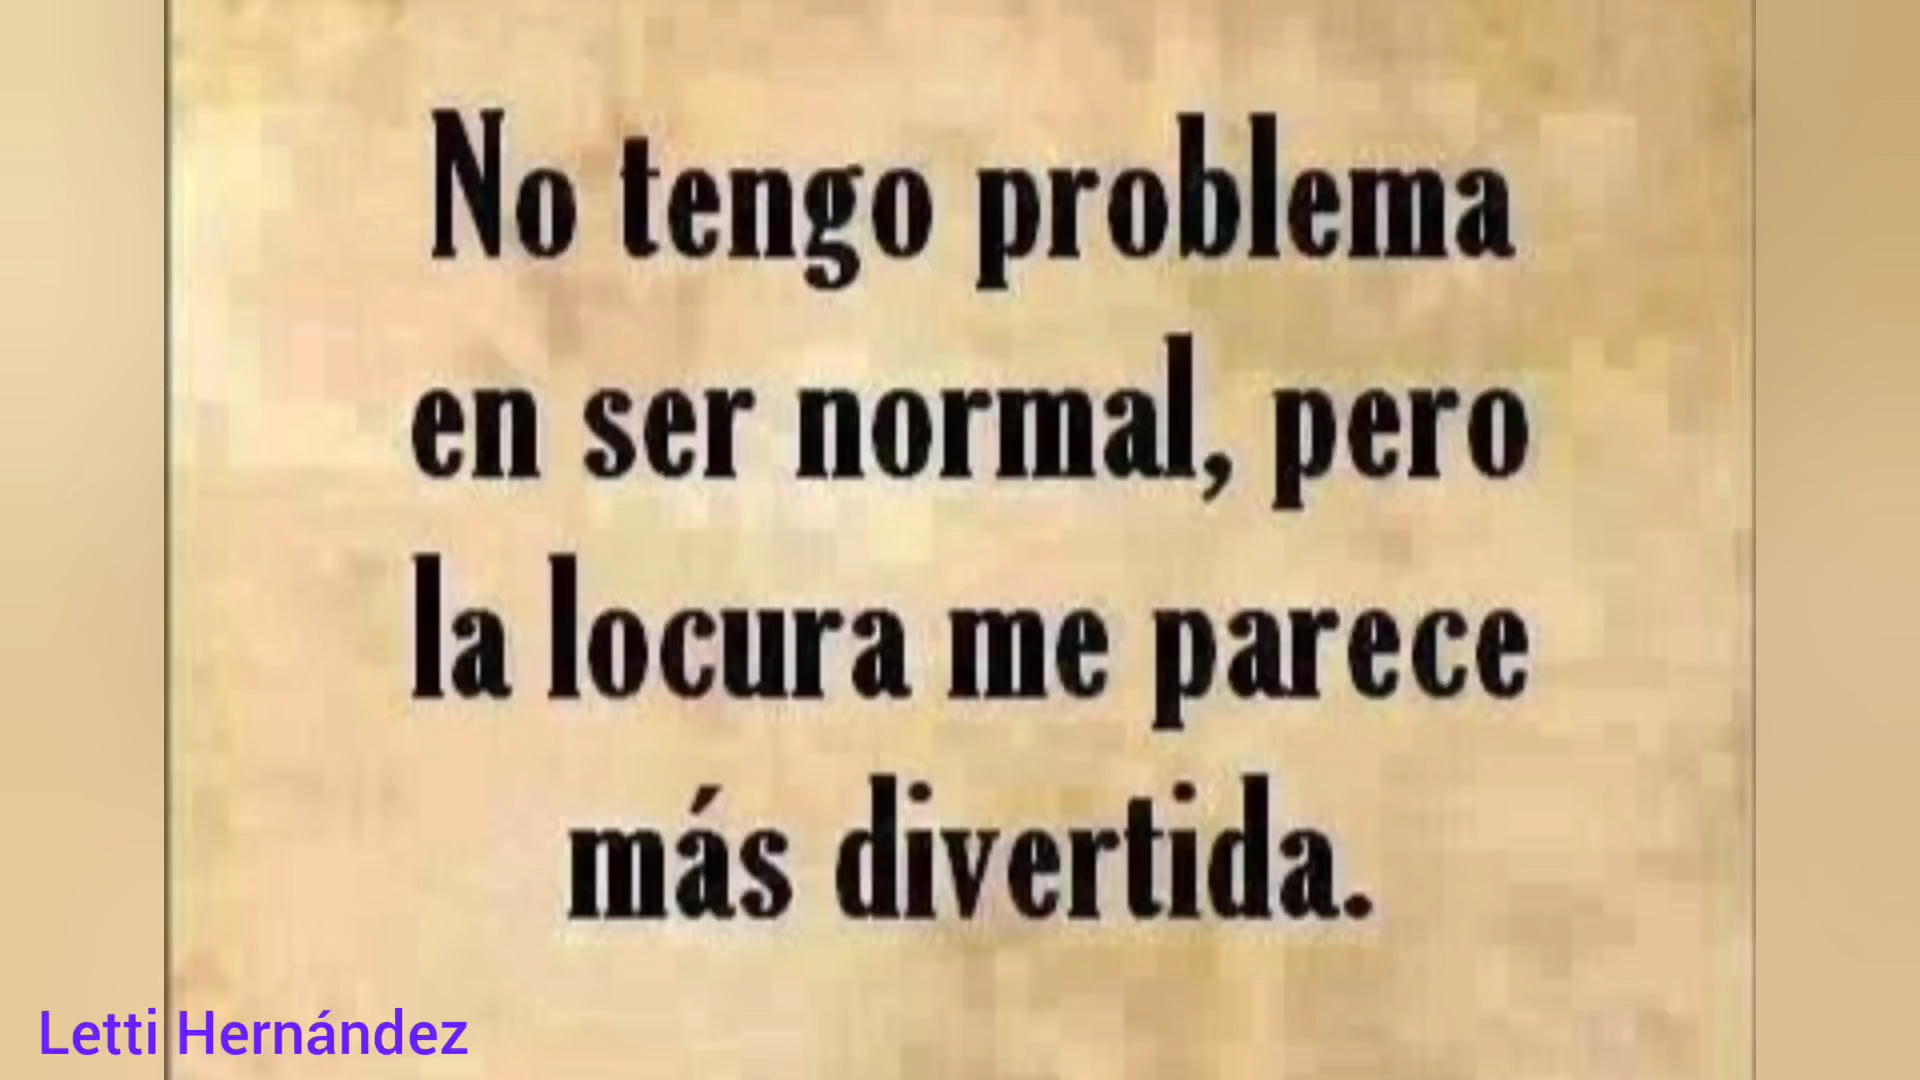 No tengo problema
en ser normal, pero
la locura me parece
más divertida.
Letti Hernández